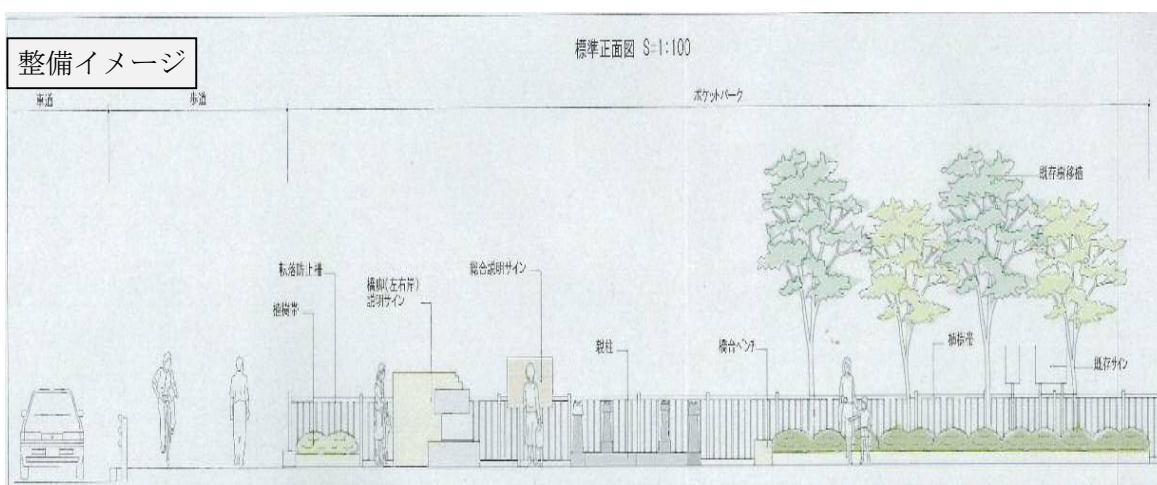 整備イメージ
標準正面図 S=1:100
車道
歩道
ポケットパーク
既存樹移植
転落防止柵
植樹帯
橋脚(左右岸)
説明サイン
総合説明サイン
親柱
橋台ベンチ
植栽帯
既存サイン